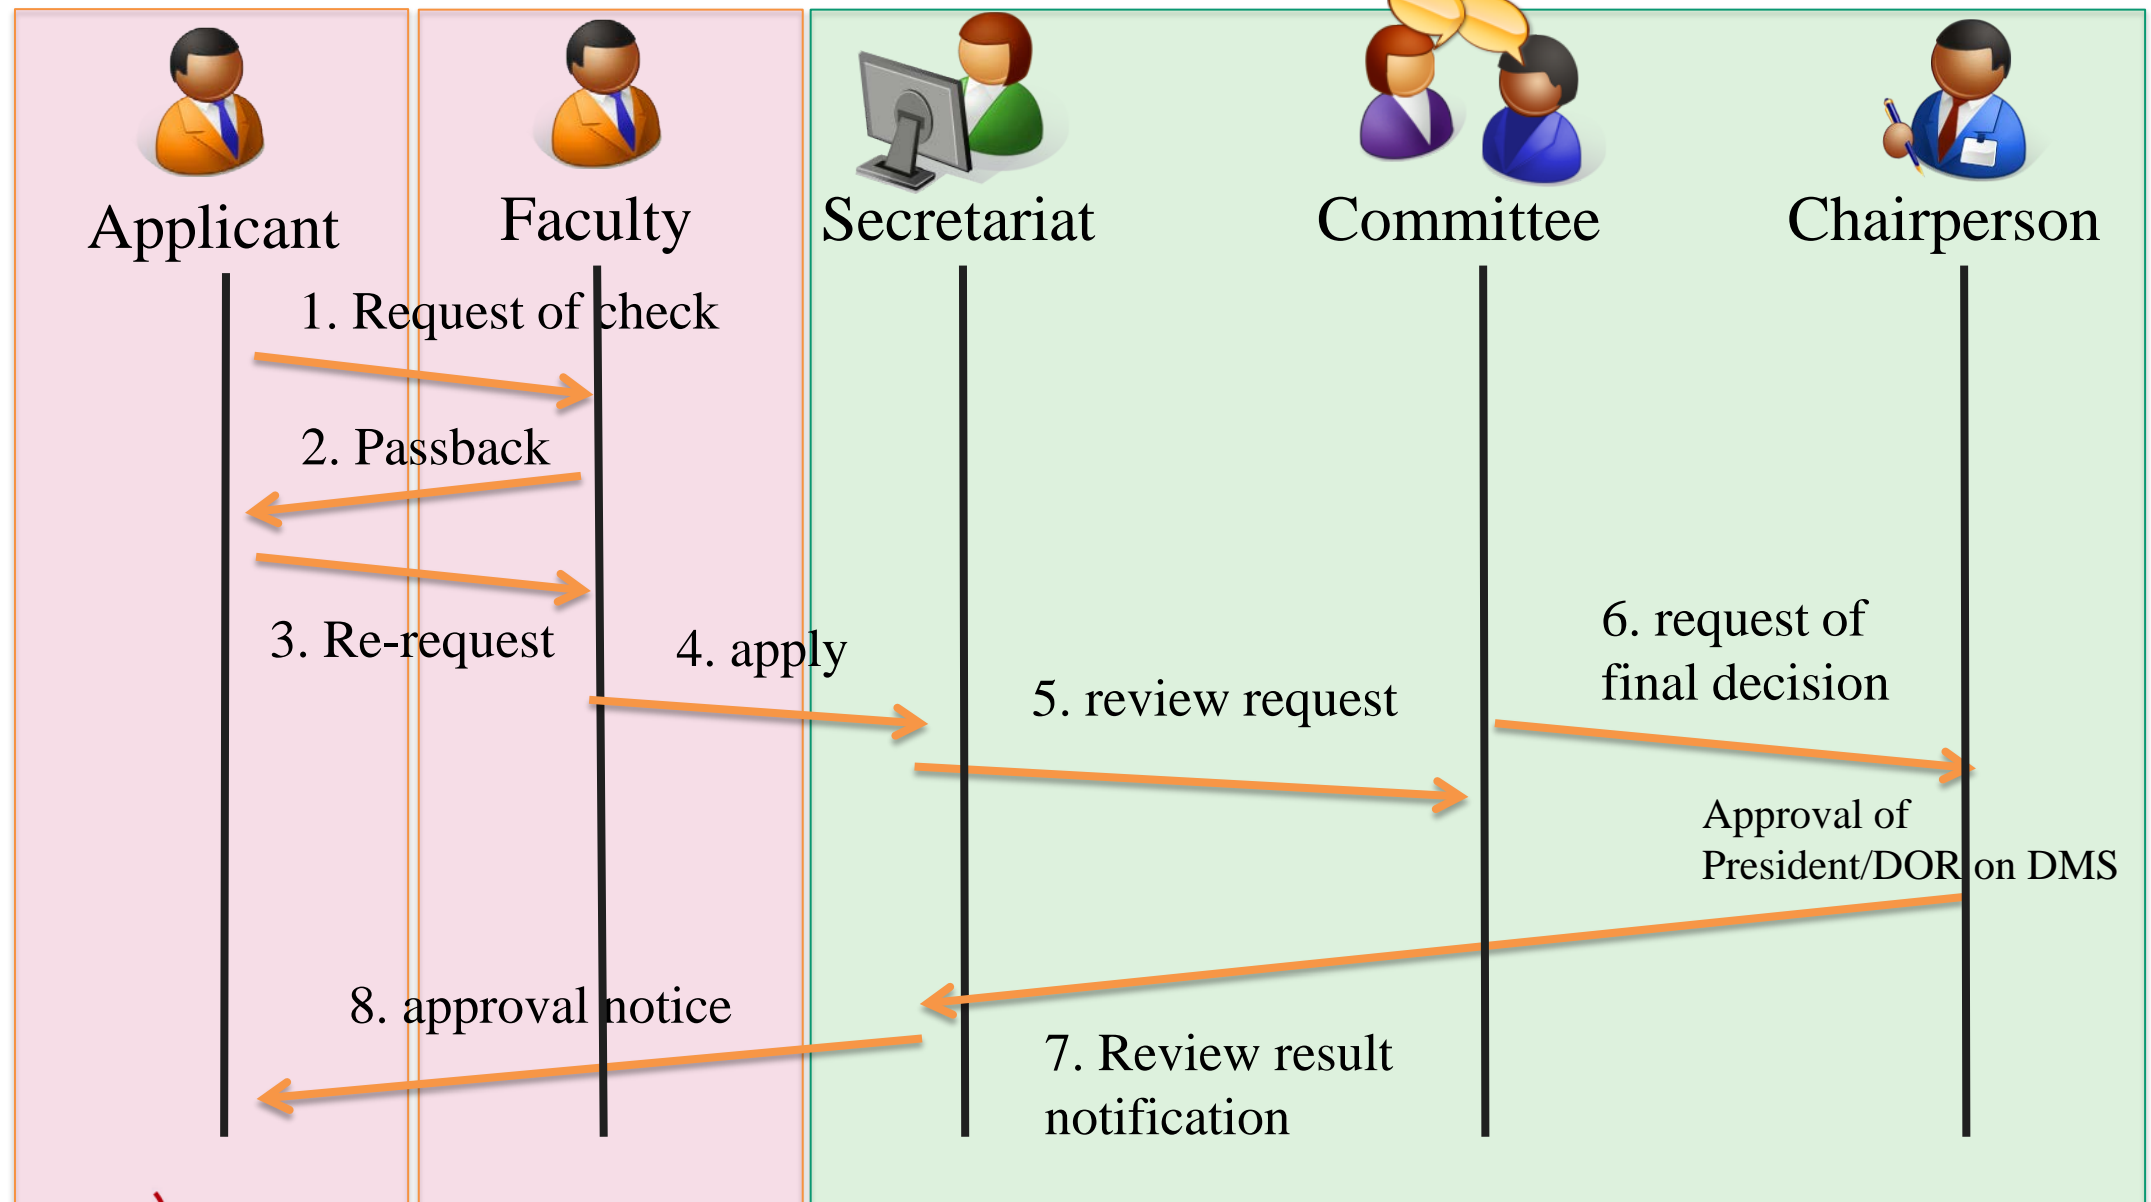 Applicant
Faculty
Secretariat
Committee
Chairperson
1. Request of check
2. Passback
3. Re-request
4. apply
5. review request
6. request of
final decision
Approval of
President/DOR on DMS
8. approval notice
7. Review result
notification